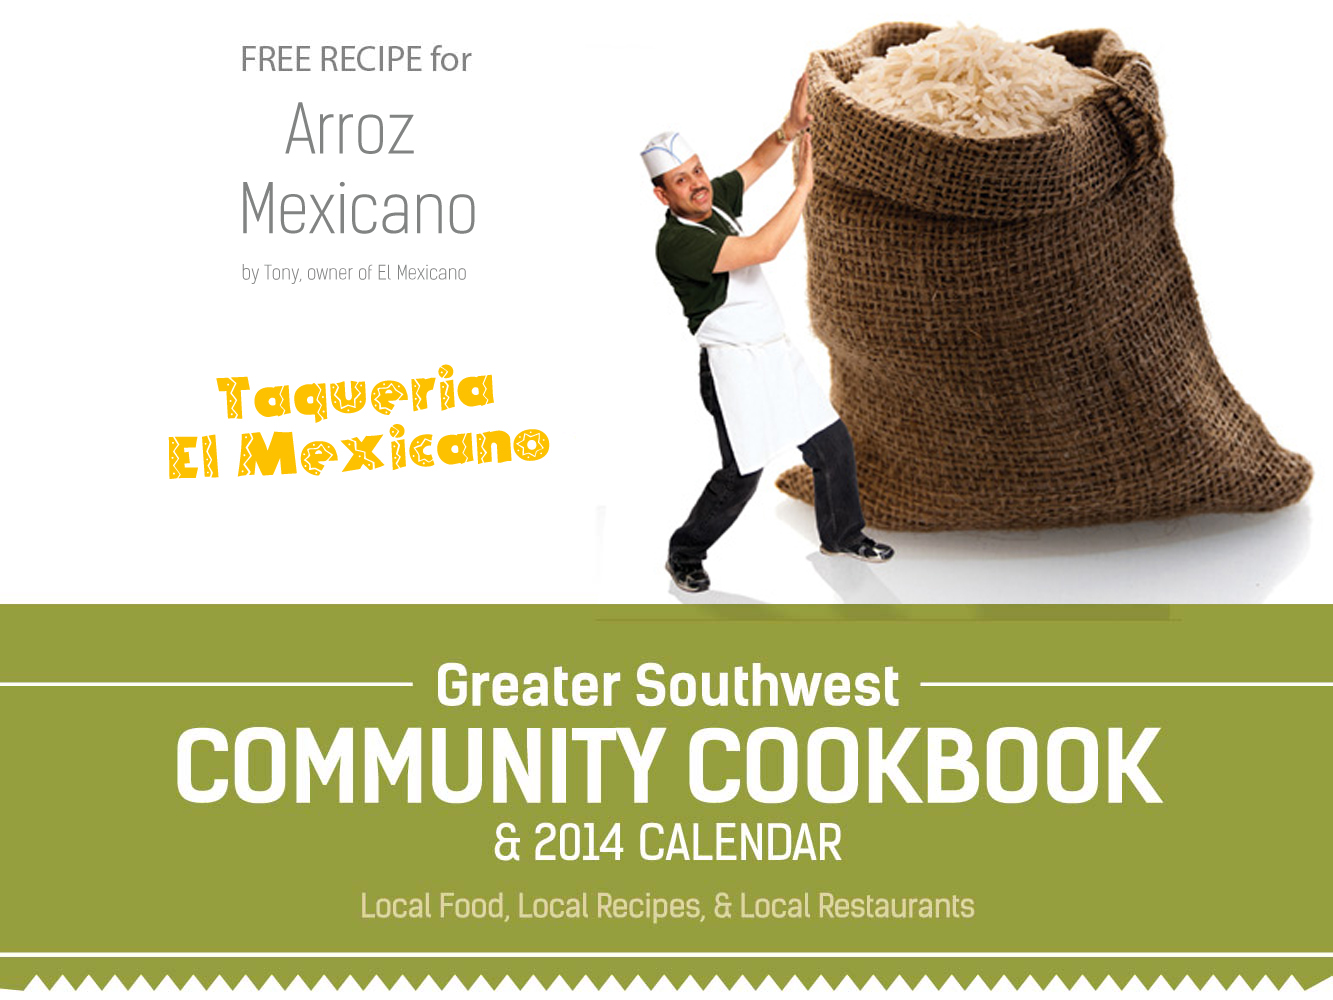 FREE RECIPE for
Arroz
Mexicano
by Tony, owner of El Mexicano
Taqueria
El Mexicano
Greater Southwest
COMMUNITY COOKBOOK
& 2014 CALENDAR
Local Food, Local Recipes, & Local Restaurants